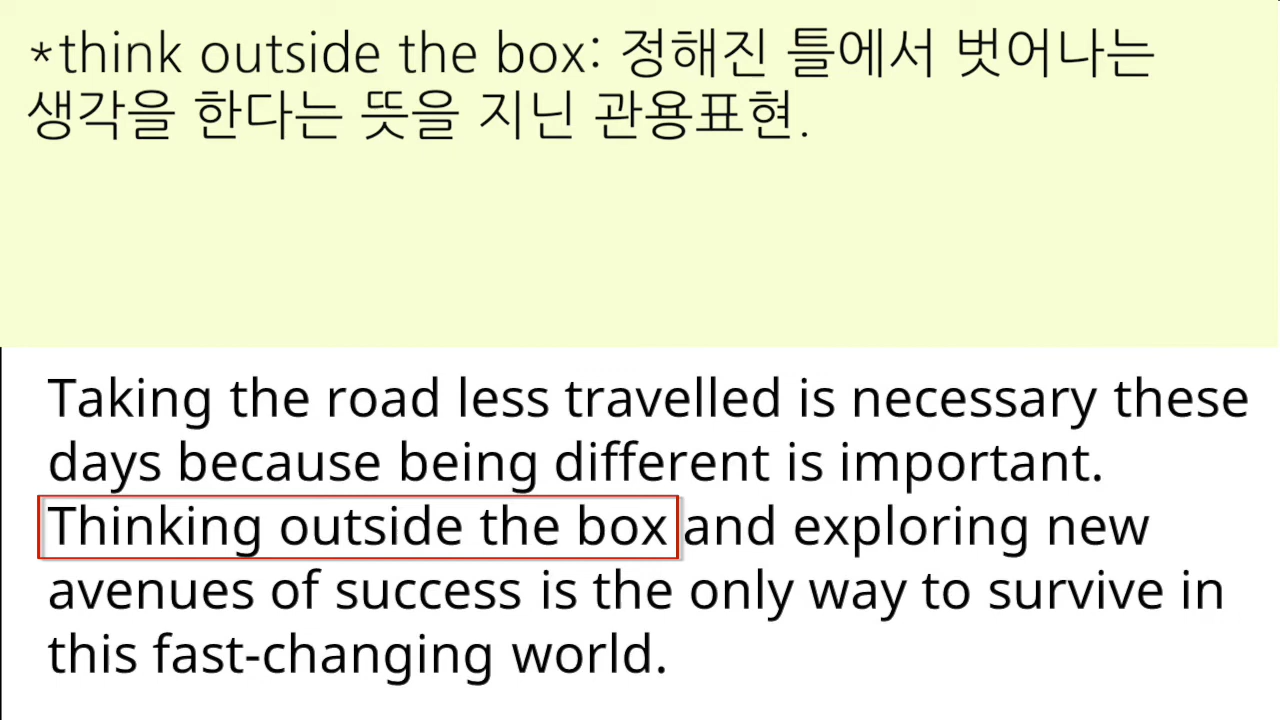 *think outside the box: 정해진 틀에서 벗어나는
생각을 한다는 뜻을 지닌 관용표현.
Taking the road less travelled is necessary these
days because being different is important.
Thinking outside the box and exploring new
avenues of success is the only way to survive in
this fast-changing world.